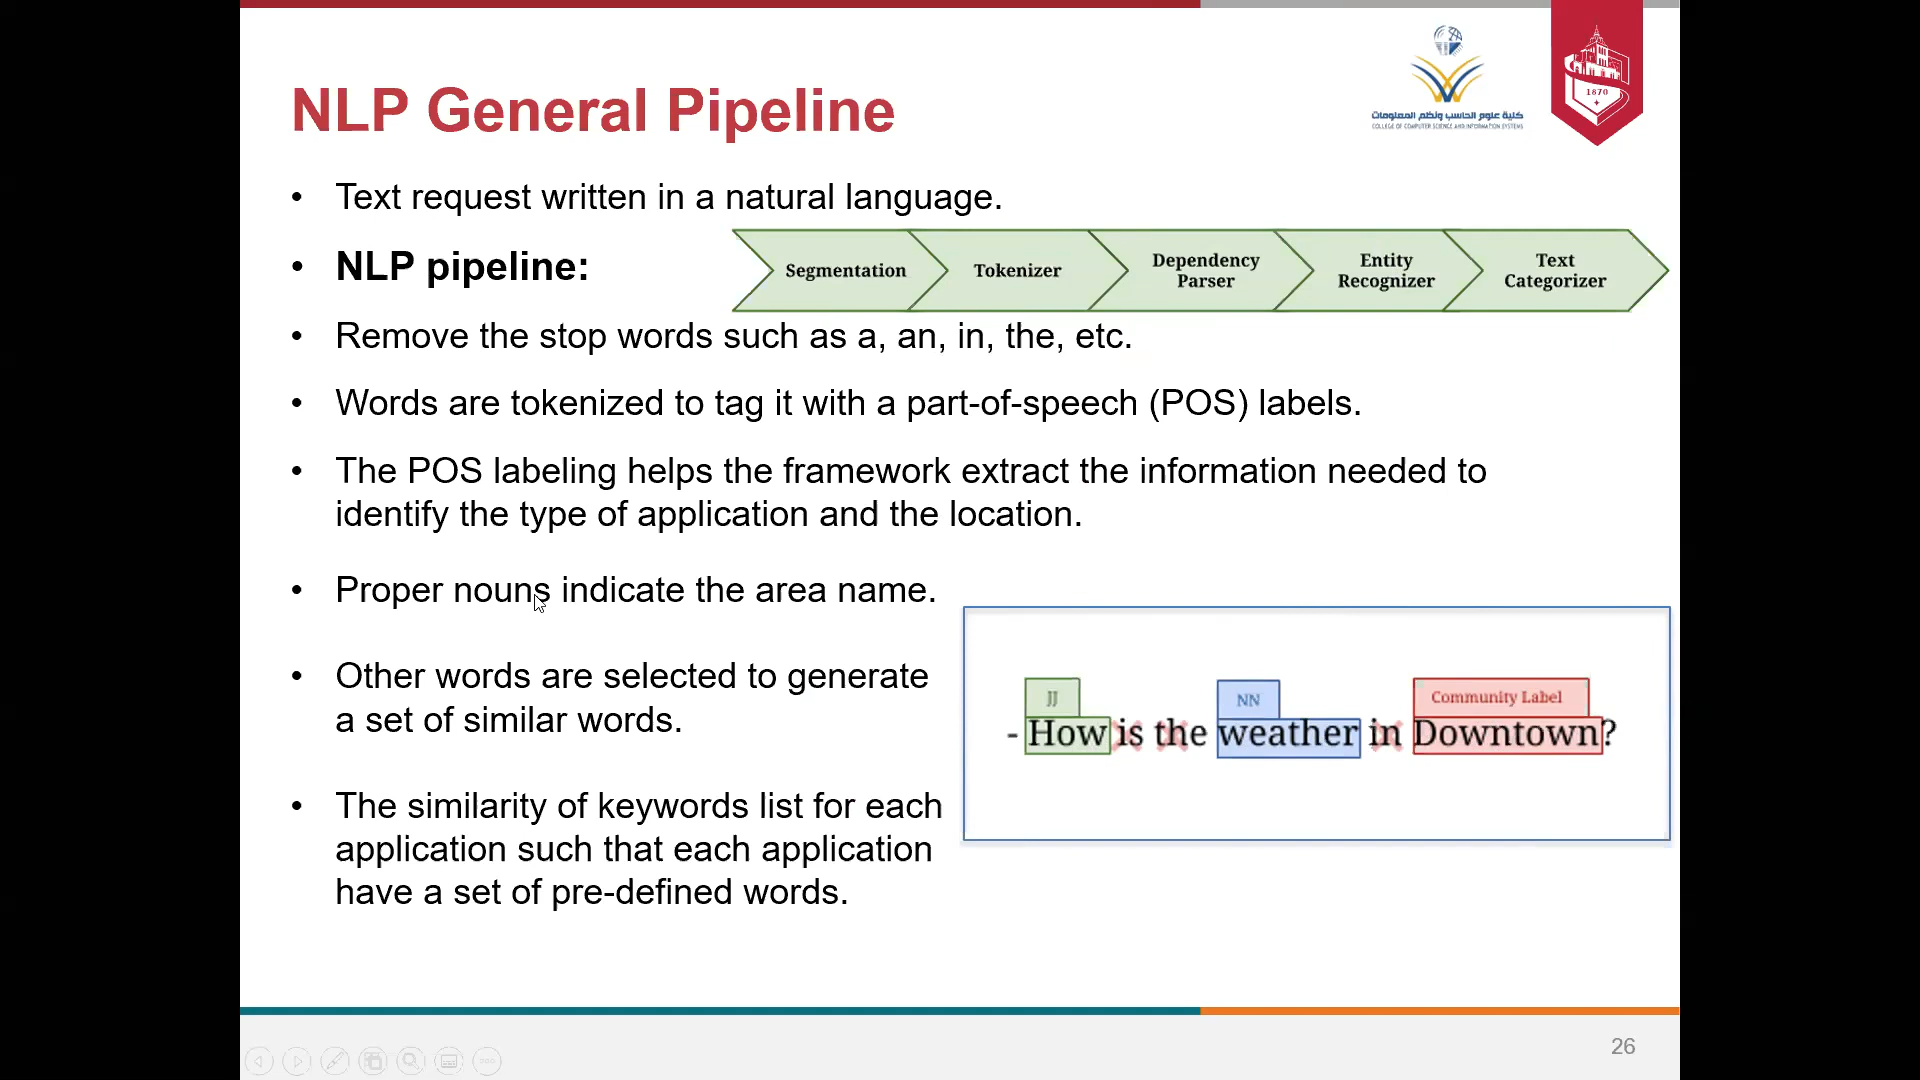 كلية علوم الحاسب ونظم المعلومات
COLLEGE OF COMPUTER SCIENCE AND INFORMATION SYSTEMS
1870
NLP General Pipeline
• Text request written in a natural language.
• NLP pipeline:
Segmentation
Tokenizer
Dependency
Parser
Entity
Recognizer
Text
Categorizer
• Remove the stop words such as a, an, in, the, etc.
• Words are tokenized to tag it with a part-of-speech (POS) labels.
• The POS labeling helps the framework extract the information needed to
identify the type of application and the location.
• Proper nouns indicate the area name.
• Other words are selected to generate
a set of similar words.
• The similarity of keywords list for each
application such that each application
have a set of pre-defined words.
JJ NN Community Label
- How is the weather in Downtown?
26